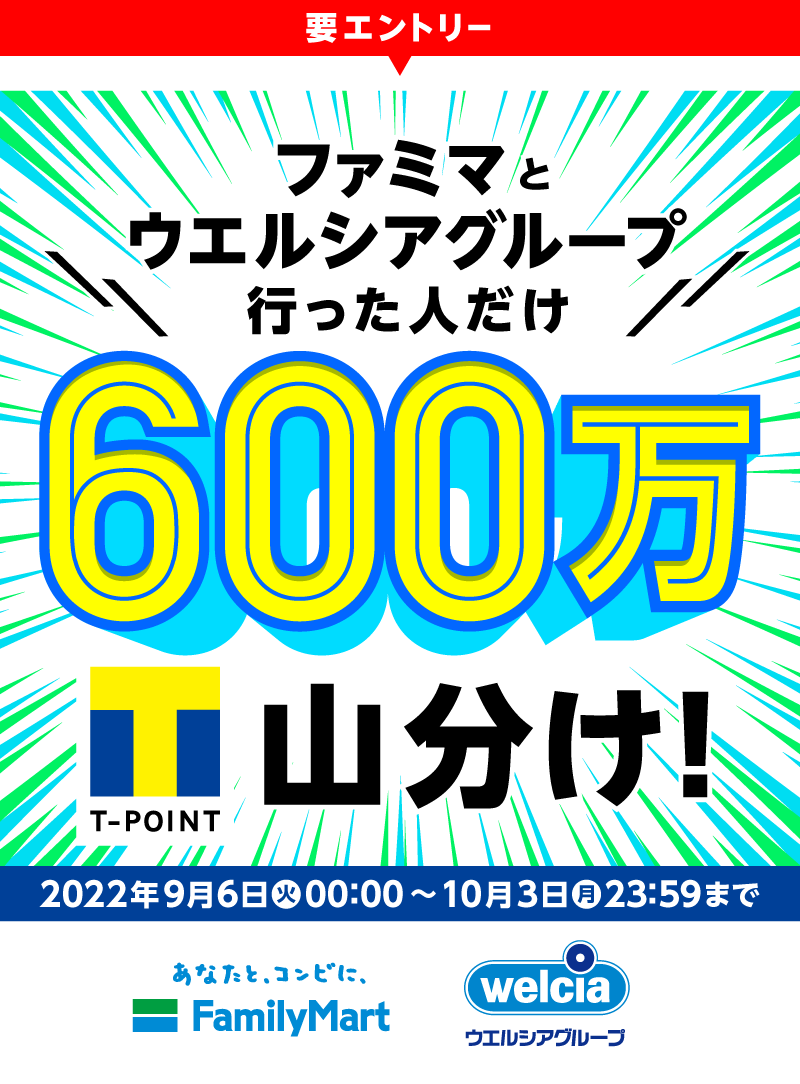 要エントリー
ファミマと
ウエルシアグループ
行った人だけ
600万
T 山分け!
T-POINT
2022年9月6日火00:00〜10月3日月23:59まで
あなたと、コンビに、
FamilyMart
welcia
ウエルシアグループ